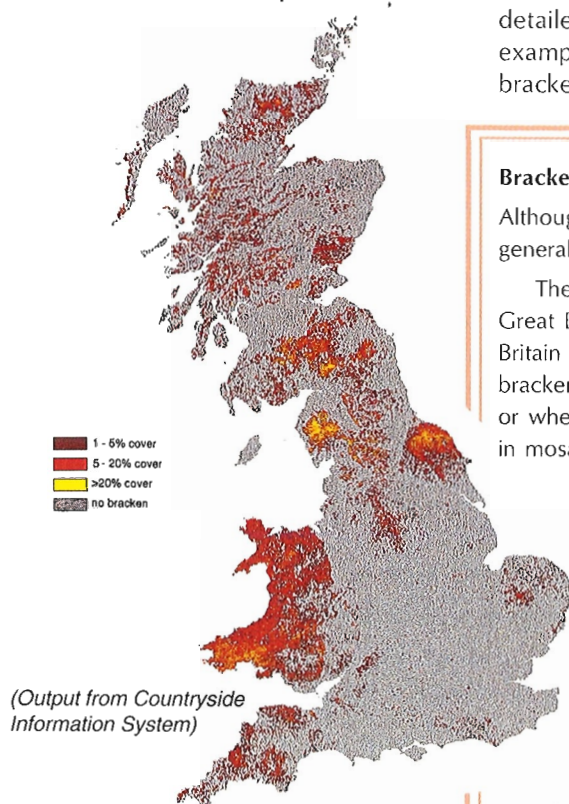 detaile
examp
bracke
Bracke
Althoug
general
The
Great B
Britain
bracken
or whe
in mosa
1 - 5% cover
5 - 20% cover
>20% cover
no bracken
(Output from Countryside
Information System)